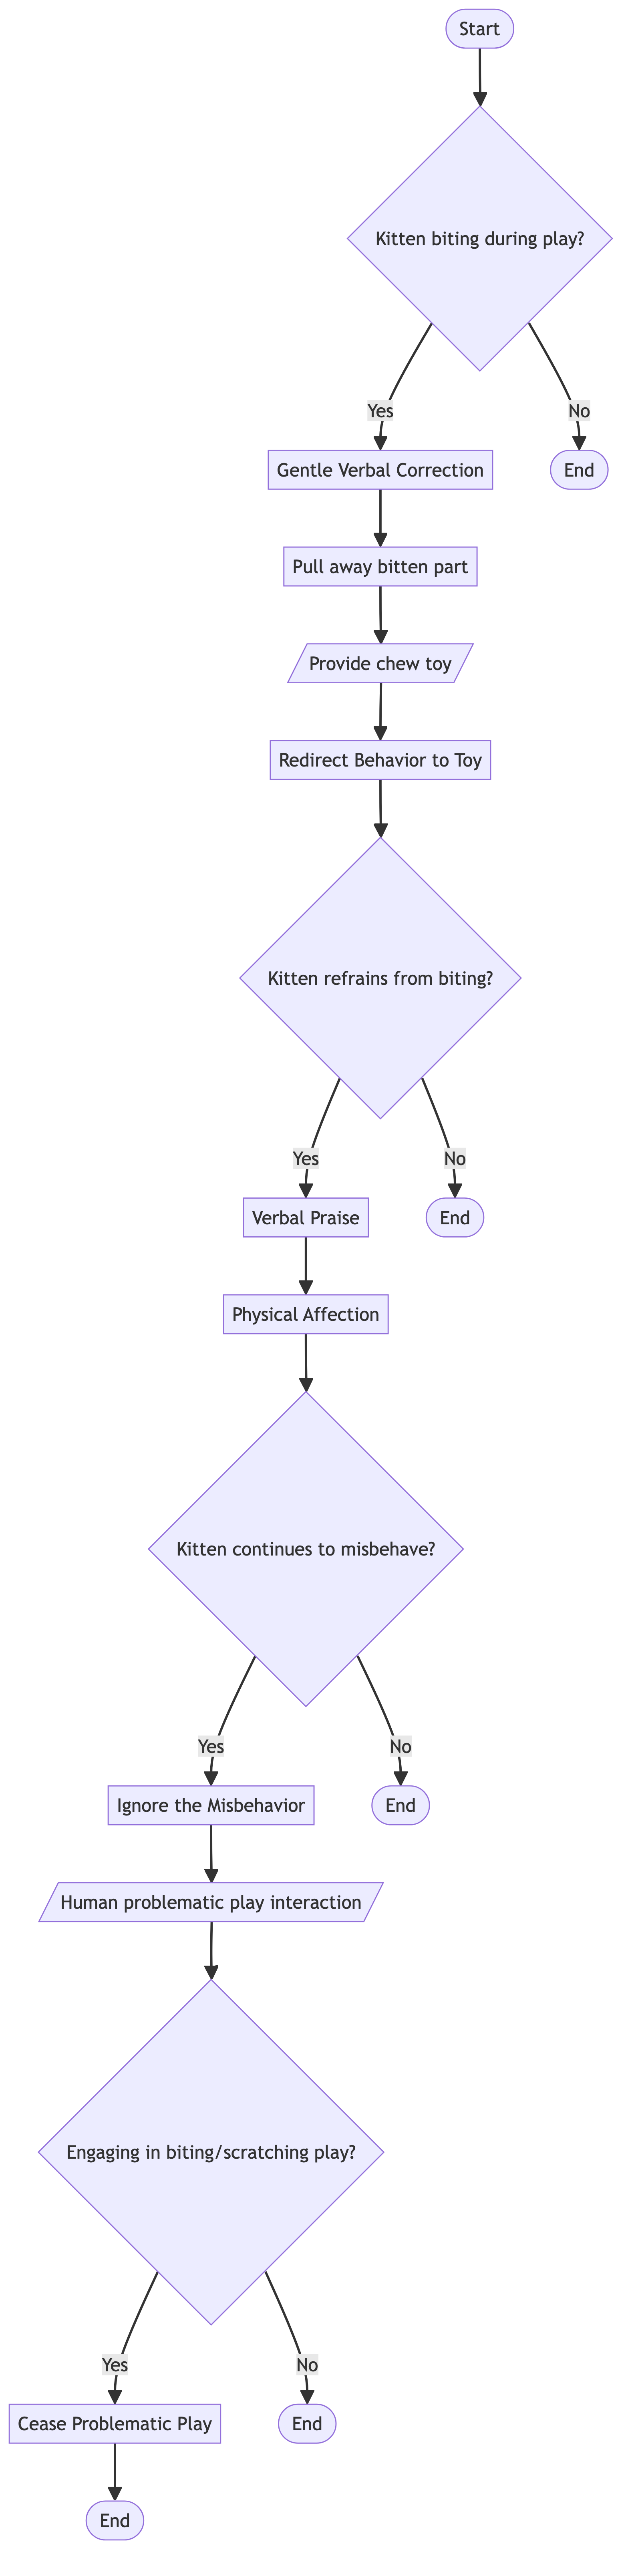 Start
Kitten biting during play?
Yes
No
Gentle Verbal Correction
End
Pull away bitten part
Provide chew toy
Redirect Behavior to Toy
Kitten refrains from biting?
Yes
No
Verbal Praise
End
Physical Affection
Kitten continues to misbehave?
Yes
No
Ignore the Misbehavior
End
Human problematic play interaction
Engaging in biting/scratching play?
Yes
No
Cease Problematic Play
End
End